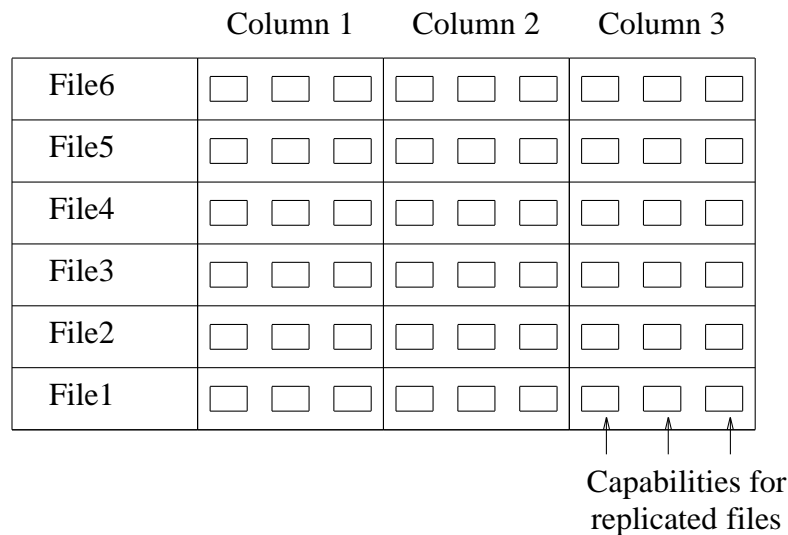 Column 1 Column 2 Column 3
File6
File5
File4
File3
File2
File1
Capabilities for
replicated files